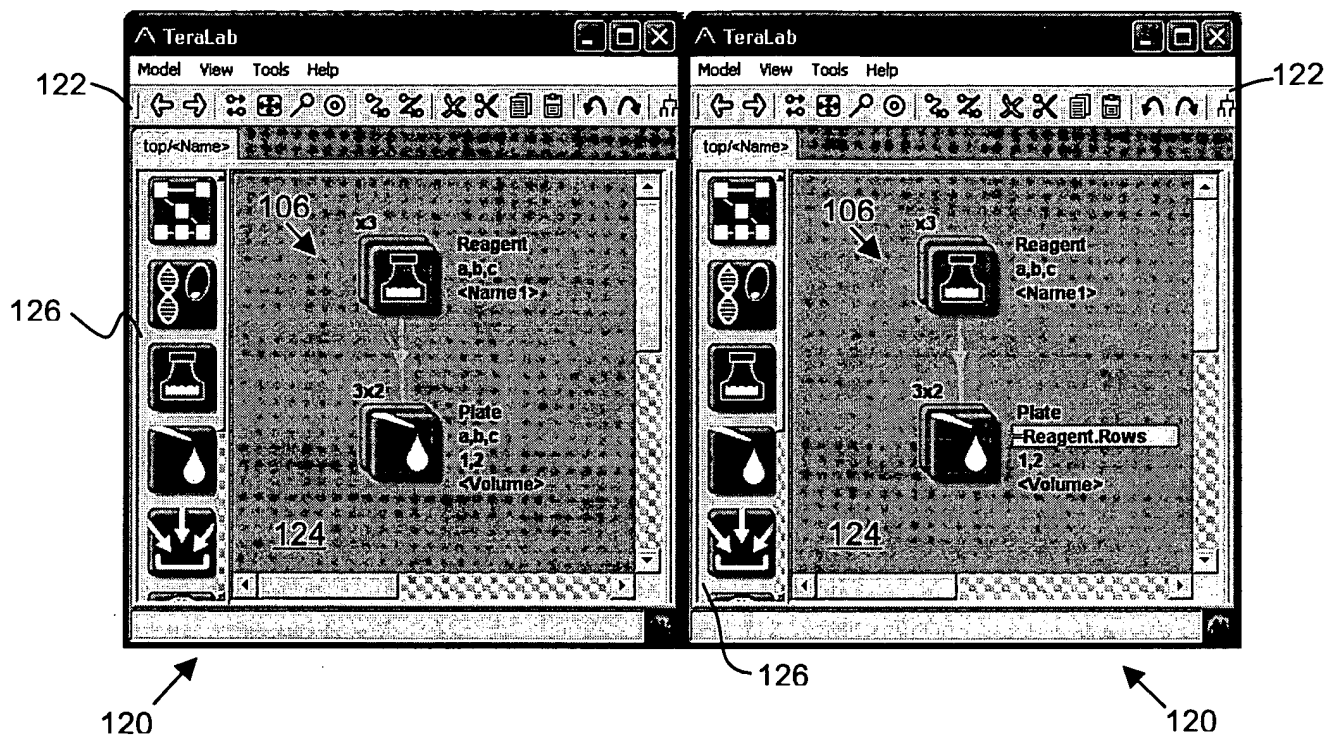 TeraLab
Model View Tools Help
122
top/<Name>
106
x3
Reagent
a,b,c
<Name1>
126
3x2
Plate
a,b,c
1,2
<Volume>
124
120
TeraLab
Model View Tools Help
122
top/<Name>
106
x3
Reagent
a,b,c
<Name1>
3x2
Plate
=Reagent.Rows
1,2
<Volume>
124
126
120